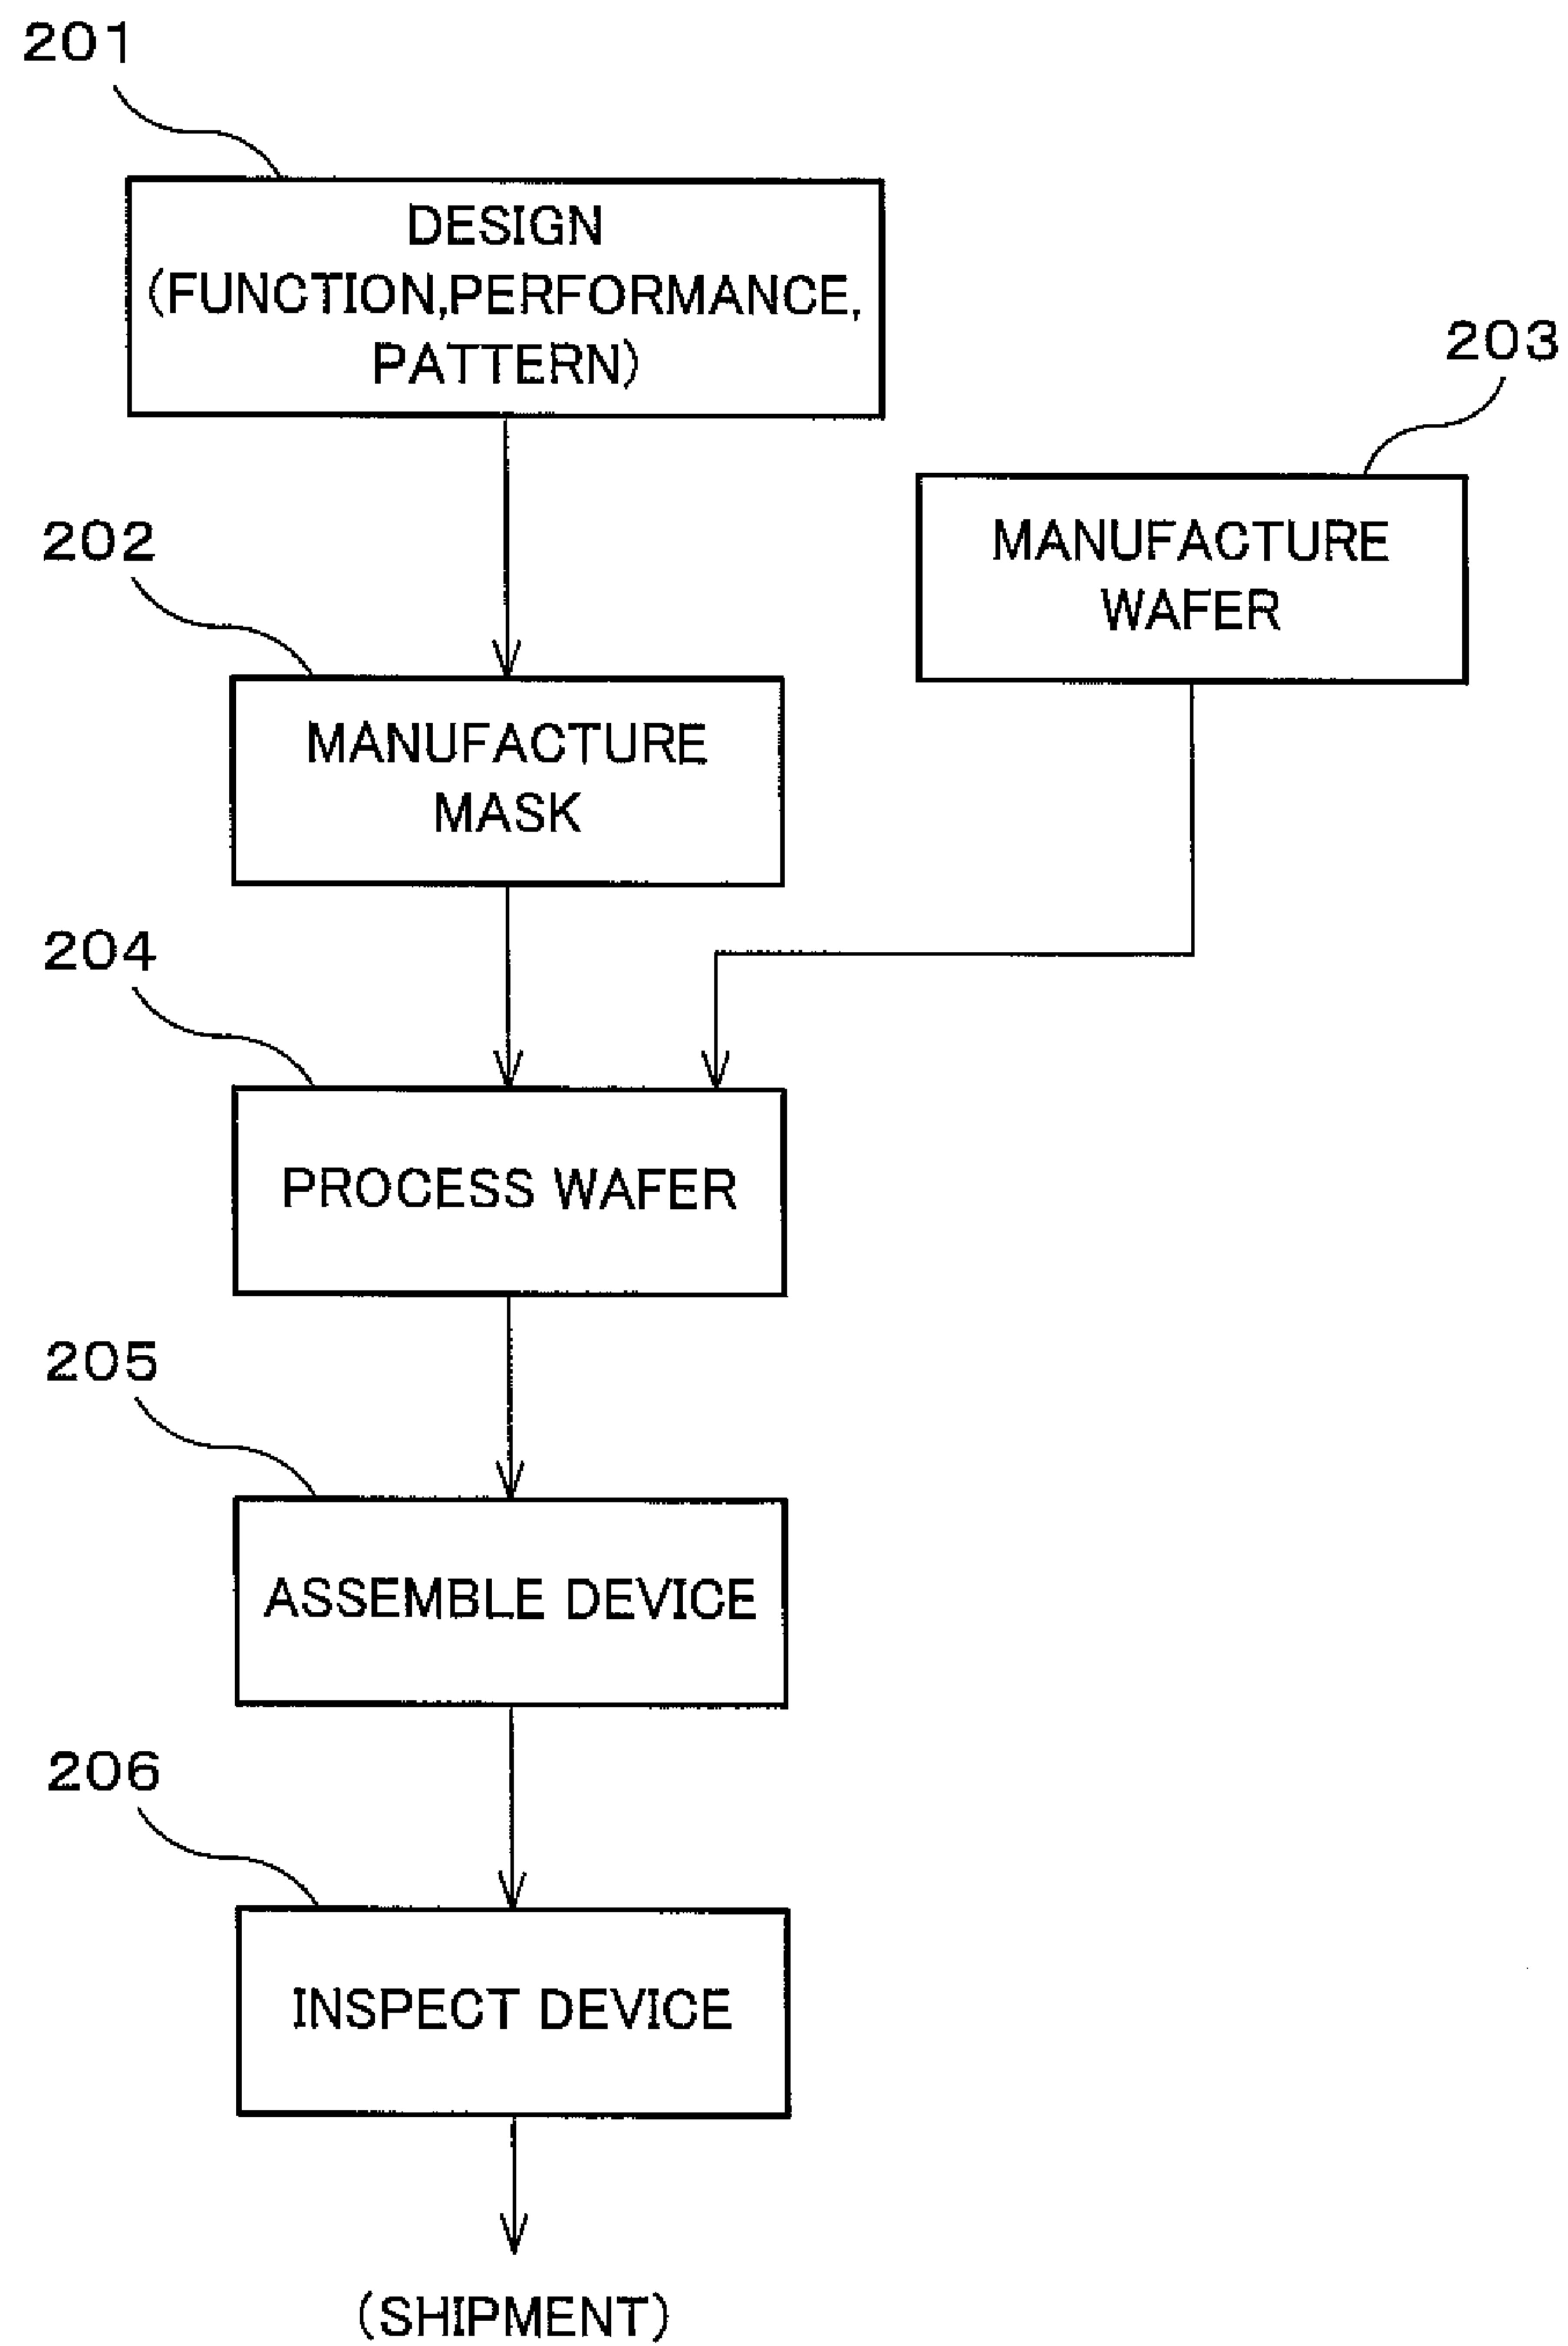 201
DESIGN
(FUNCTION,PERFORMANCE,
PATTERN)
203
MANUFACTURE
WAFER
202
MANUFACTURE
MASK
204
PROCESS WAFER
205
ASSEMBLE DEVICE
206
INSPECT DEVICE
(SHIPMENT)